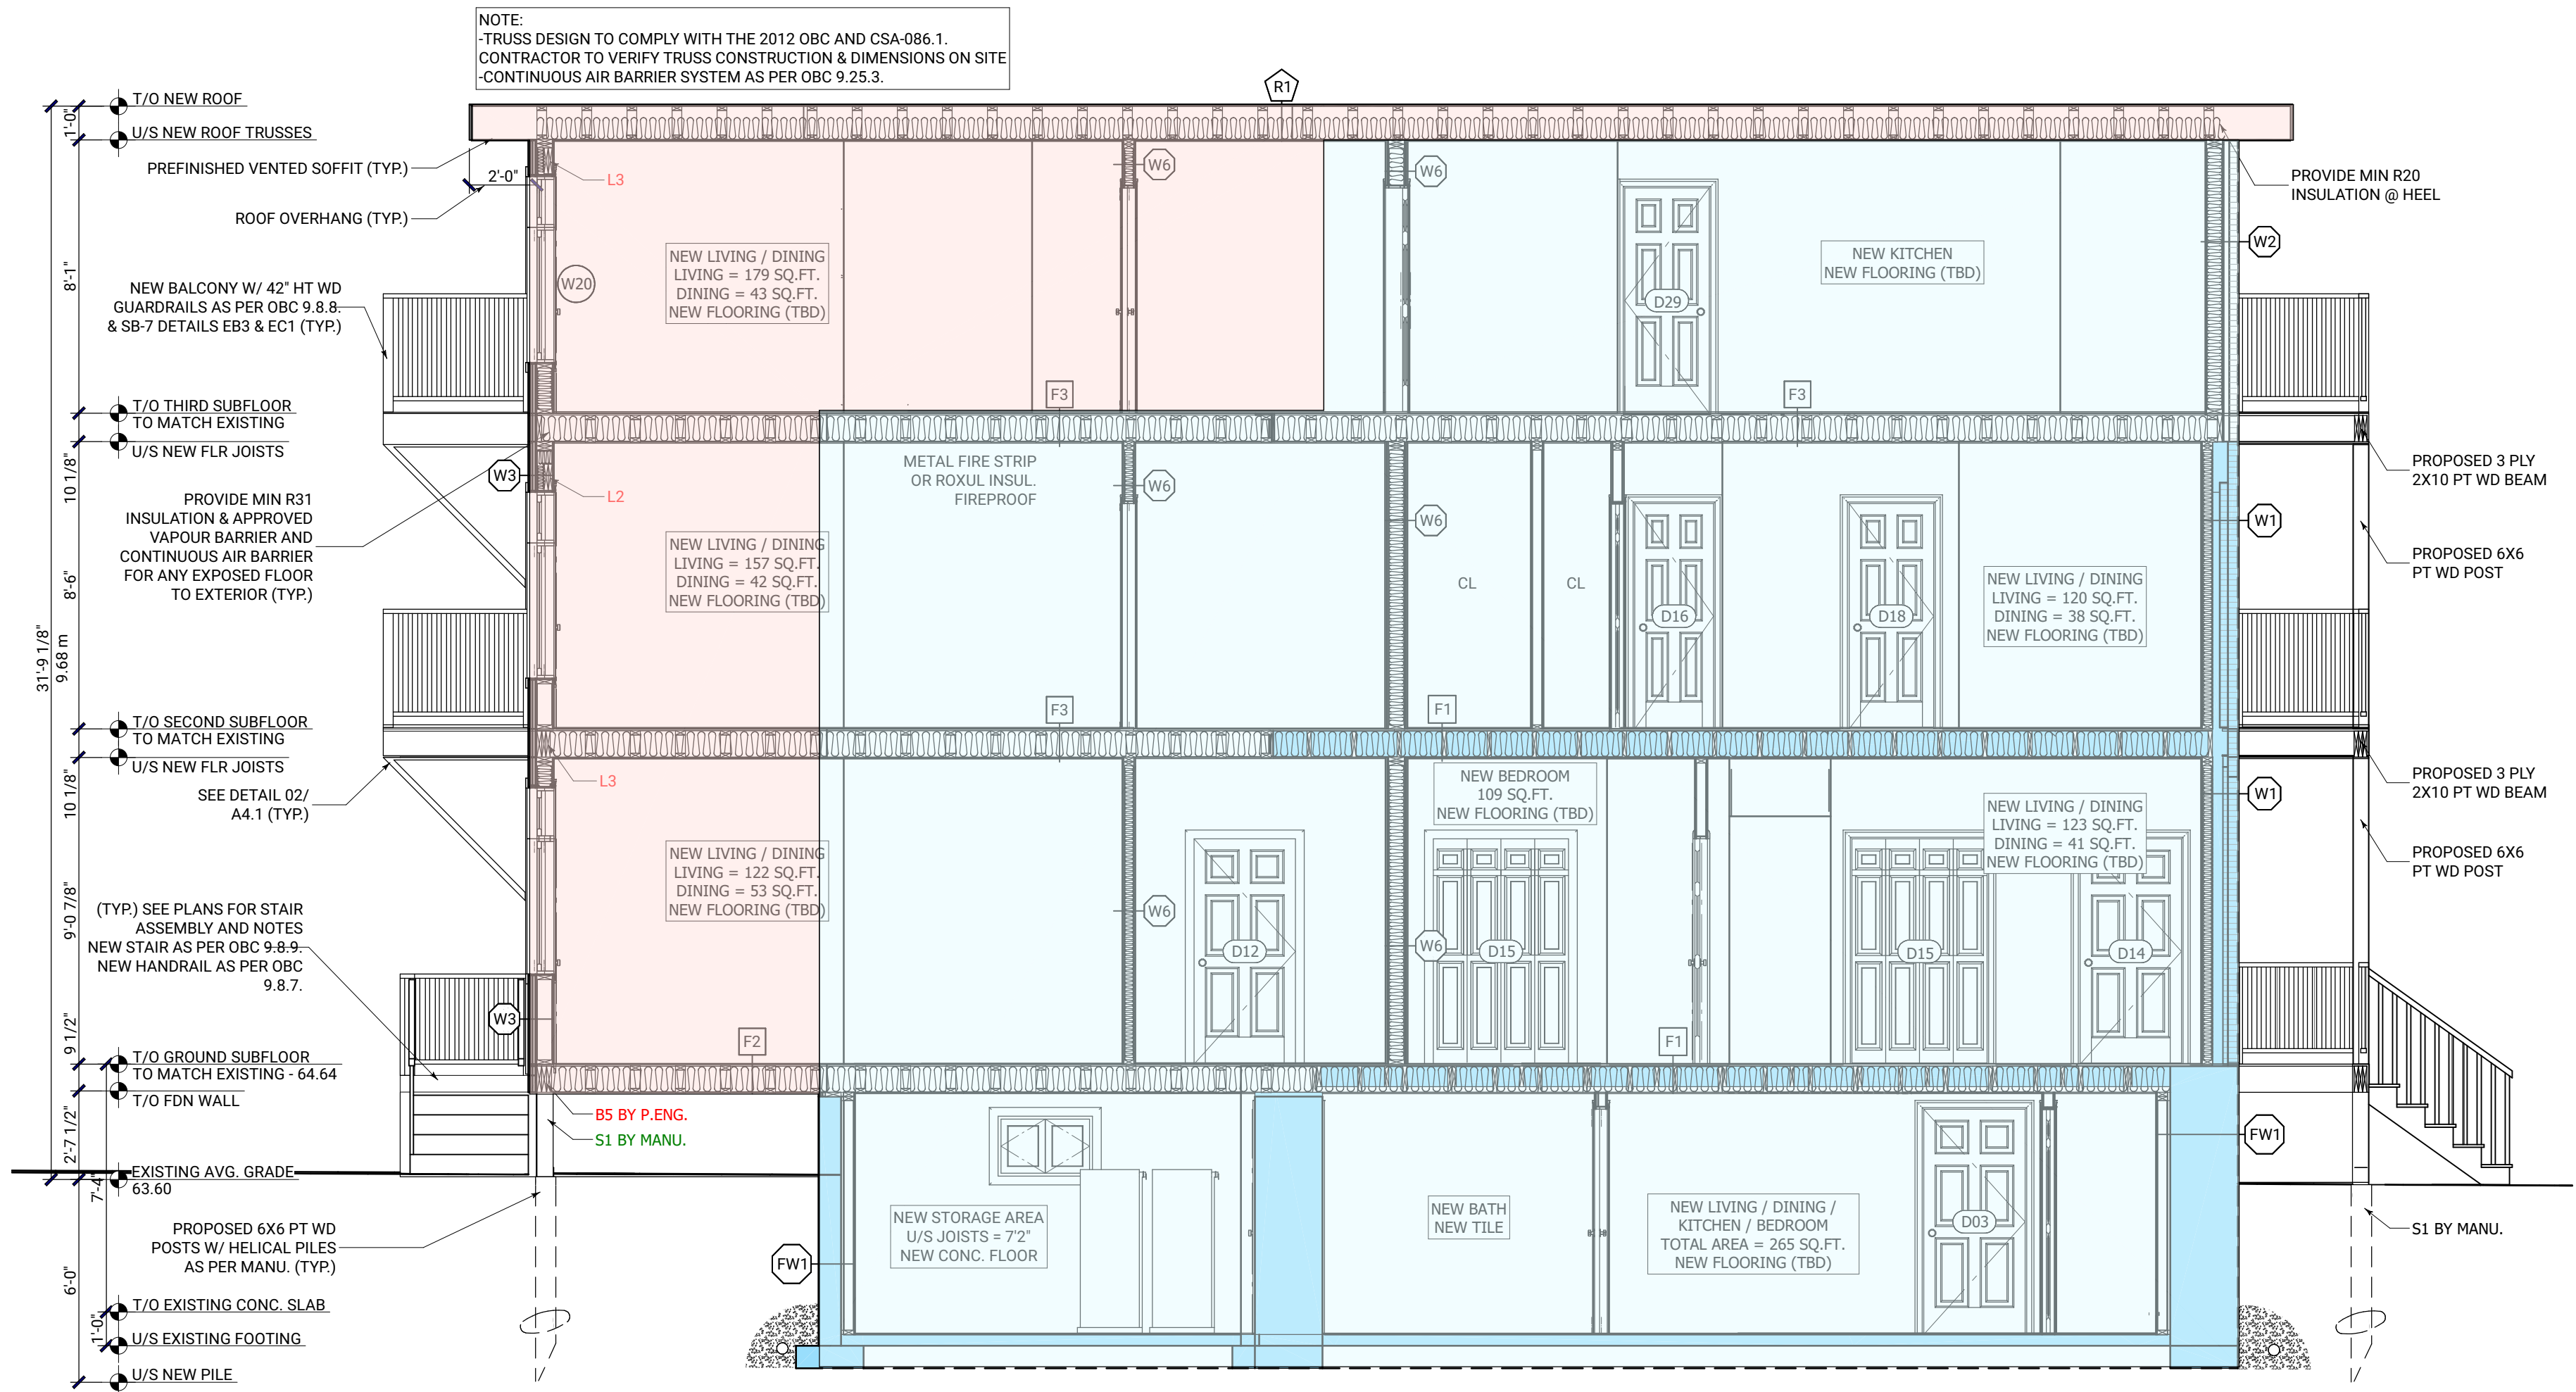 NOTE:
-TRUSS DESIGN TO COMPLY WITH THE 2012 OBC AND CSA-086.1.
CONTRACTOR TO VERIFY TRUSS CONSTRUCTION & DIMENSIONS ON SITE
-CONTINUOUS AIR BARRIER SYSTEM AS PER OBC 9.25.3.
R1
T/O NEW ROOF
1'-0"
U/S NEW ROOF TRUSSES
PREFINISHED VENTED SOFFIT (TYP.)
2'-0"
ROOF OVERHANG (TYP.)
L3
W6
W6
PROVIDE MIN R20
INSULATION @ HEEL
W2
8'-1"
NEW BALCONY W/ 42" HT WD
GUARDRAILS AS PER OBC 9.8.8.
& SB-7 DETAILS EB3 & EC1 (TYP.)
W20
NEW LIVING / DINING
LIVING = 179 SQ.FT.
DINING = 43 SQ.FT.
NEW FLOORING (TBD)
D29
NEW KITCHEN
NEW FLOORING (TBD)
F3
F3
T/O THIRD SUBFLOOR
TO MATCH EXISTING
U/S NEW FLR JOISTS
10 1/8"
W3
L2
METAL FIRE STRIP
OR ROXUL INSUL.
FIREPROOF
W6
W6
W1
PROPOSED 3 PLY
2X10 PT WD BEAM
PROVIDE MIN R31
INSULATION & APPROVED
VAPOUR BARRIER AND
CONTINUOUS AIR BARRIER
FOR ANY EXPOSED FLOOR
TO EXTERIOR (TYP.)
8'-6"
NEW LIVING / DINING
LIVING = 157 SQ.FT.
DINING = 42 SQ.FT.
NEW FLOORING (TBD)
CL
CL
D16
D18
NEW LIVING / DINING
LIVING = 120 SQ.FT.
DINING = 38 SQ.FT.
NEW FLOORING (TBD)
PROPOSED 6X6
PT WD POST
31'-9 1/8"
9.68 m
F3
F1
T/O SECOND SUBFLOOR
TO MATCH EXISTING
U/S NEW FLR JOISTS
10 1/8"
SEE DETAIL 02/
A4.1 (TYP.)
L3
NEW BEDROOM
109 SQ.FT.
NEW FLOORING (TBD)
W1
PROPOSED 3 PLY
2X10 PT WD BEAM
NEW LIVING / DINING
LIVING = 122 SQ.FT.
DINING = 53 SQ.FT.
NEW FLOORING (TBD)
NEW LIVING / DINING
LIVING = 123 SQ.FT.
DINING = 41 SQ.FT.
NEW FLOORING (TBD)
PROPOSED 6X6
PT WD POST
9'-0 7/8"
(TYP.) SEE PLANS FOR STAIR
ASSEMBLY AND NOTES
NEW STAIR AS PER OBC 9.8.9.
NEW HANDRAIL AS PER OBC
9.8.7.
W6
D12
W6
D15
D15
D14
W3
F2
F1
9 1/2"
T/O GROUND SUBFLOOR
TO MATCH EXISTING - 64.64
T/O FDN WALL
B5 BY P.ENG.
S1 BY MANU.
FW1
2'-7 1/2"
EXISTING AVG. GRADE
63.60
7'-4"
PROPOSED 6X6 PT WD
POSTS W/ HELICAL PILES
AS PER MANU. (TYP.)
FW1
NEW STORAGE AREA
U/S JOISTS = 7'2"
NEW CONC. FLOOR
NEW BATH
NEW TILE
NEW LIVING / DINING /
KITCHEN / BEDROOM
TOTAL AREA = 265 SQ.FT.
NEW FLOORING (TBD)
D03
S1 BY MANU.
6'-0"
T/O EXISTING CONC. SLAB
1'-0"
U/S EXISTING FOOTING
U/S NEW PILE